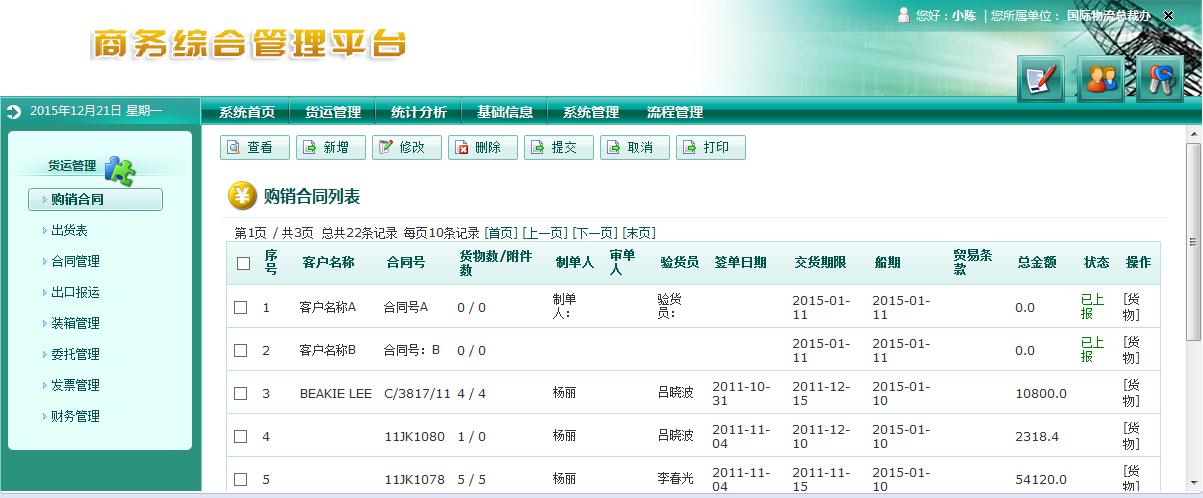 您好：小陈 | 您所属单位： 国际物流总裁办
商务综合管理平台
2015年12月21日 星期一
系统首页 货运管理 统计分析 基础信息 系统管理 流程管理
货运管理
购销合同
出货表
合同管理
出口报运
装箱管理
委托管理
发票管理
财务管理
查看 新增 修改 删除 提交 取消 打印
购销合同列表
第1页 / 共3页 总共22条记录 每页10条记录 [首页] [上一页] [下一页] [末页]
序号 客户名称 合同号 货物数/附件数 制单人 审单人 验货员 签单日期 交货期限 船期 贸易条款 总金额 状态 操作
1 客户名称A 合同号A 0 / 0 制单人： 验货员： 2015-01-11 2015-01-11 0.0 已上报 [货物]
2 客户名称B 合同号：B 0 / 0 2015-01-11 2015-01-11 0.0 已上报 [货物]
3 BEAKIE LEE C/3817/11 4 / 4 杨丽 吕晓波 2011-10-31 2011-12-15 2015-01-10 10800.0 [货物]
4 11JK1080 1 / 0 杨丽 吕晓波 2011-11-04 2011-12-10 2015-01-10 2318.4 [货物]
5 11JK1078 5 / 5 杨丽 李春光 2011-11-04 2011-11-15 2015-01-10 54120.0 [货物]